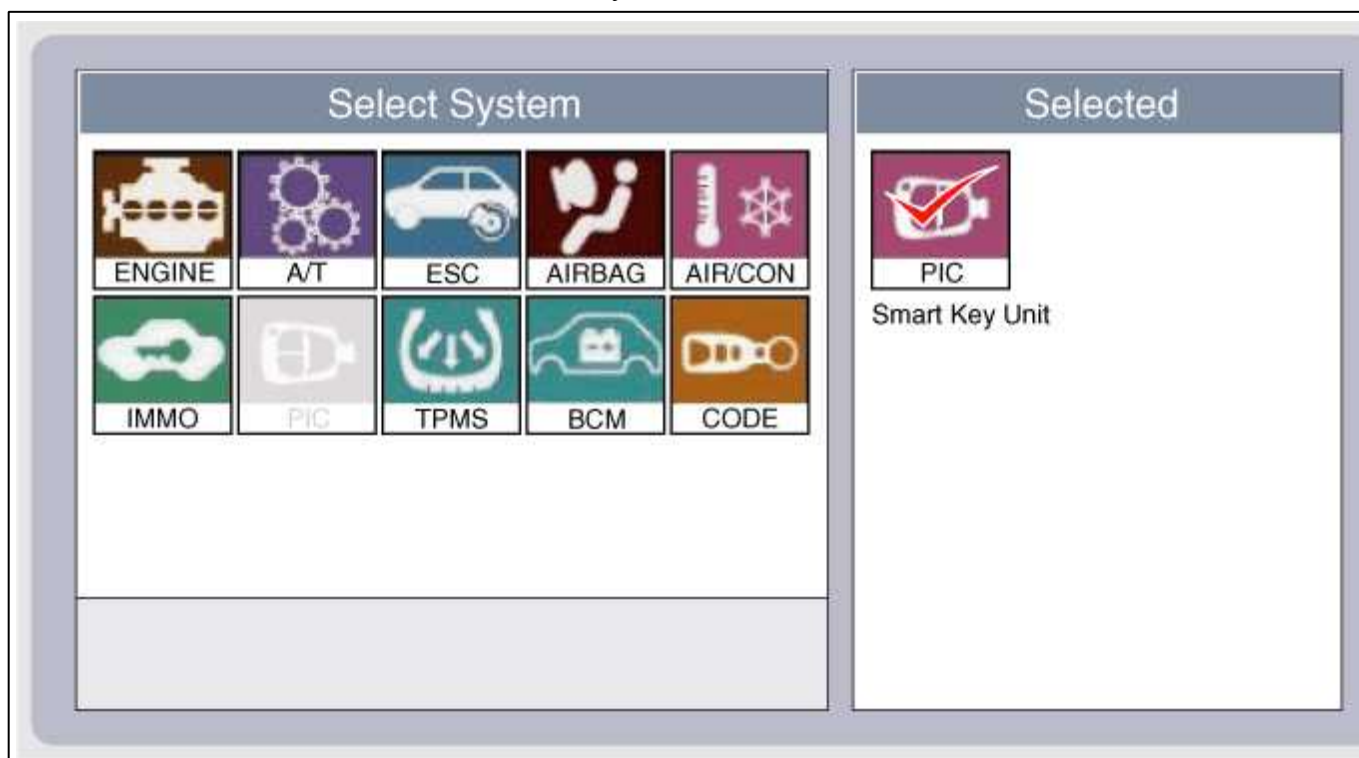 Select System
Selected
ENGINE
A/T
ESC
AIRBAG
AIR/CON
PIC
Smart Key Unit
IMMO
PIC
TPMS
BCM
CODE